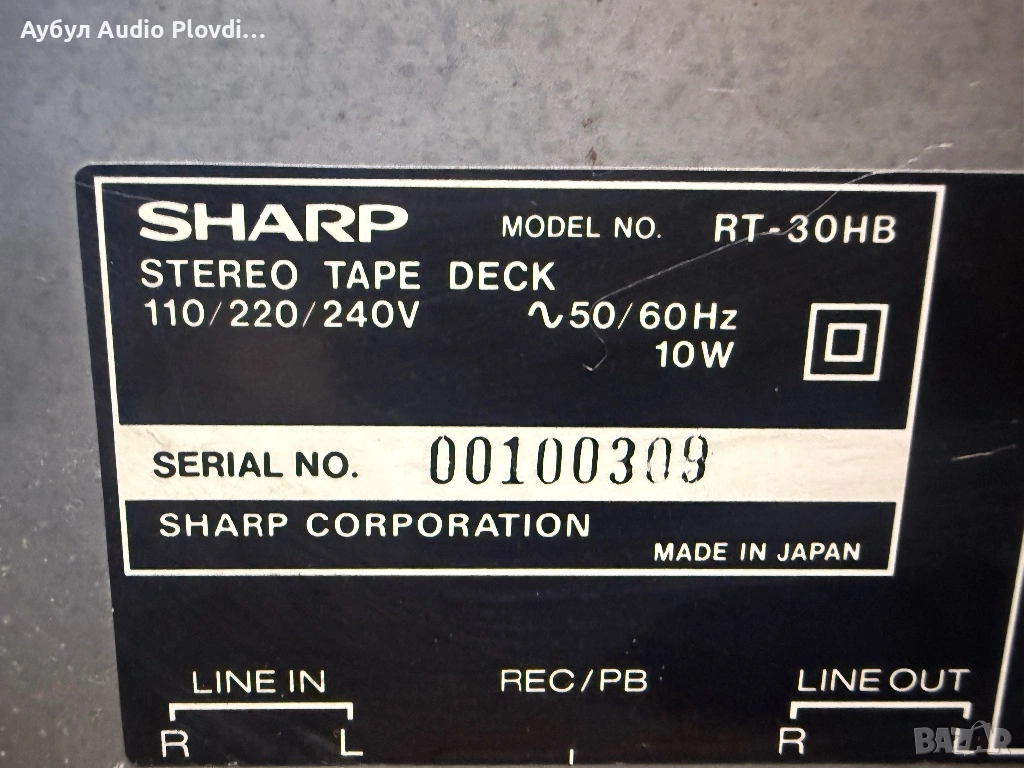 Аубул Audio Plovdi...
SHARP MODEL NO. RT-30HB
STEREO TAPE DECK
110/220/240V ∿50/60Hz
10W
SERIAL NO. 00100309
SHARP CORPORATION
MADE IN JAPAN
LINE IN REC/PB LINE OUT
R L R L
BAZAR